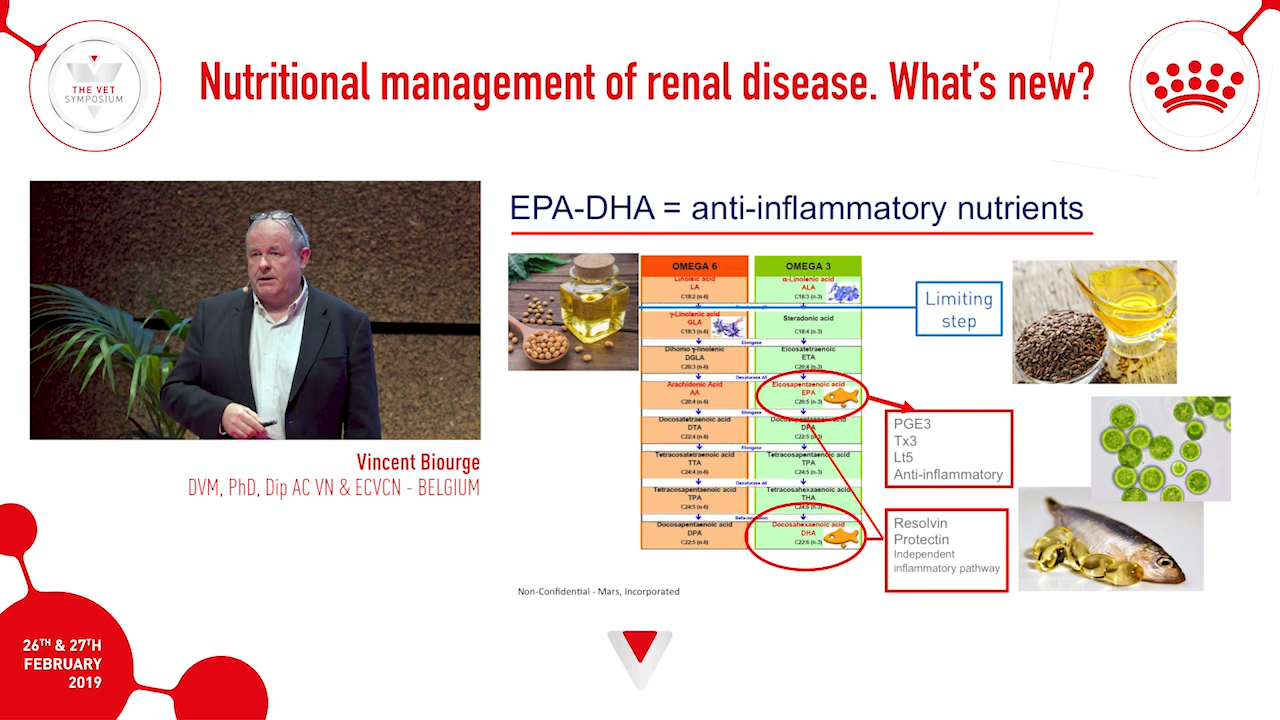 Nutritional management of renal disease. What's new?
THE VET
SYMPOSIUM
Vincent Biourge
DVM, PhD, Dip AC VN & ECVCN - BELGIUM
26TH & 27TH
FEBRUARY
2019
EPA-DHA = anti-inflammatory nutrients
OMEGA 6
Linoleic acid
LA
C18:2 (n-6)
γ-Linolenic acid
GLA
C18:3 (n-6)
Dihomo γ-linolenic
DGLA
C20:3 (n-6)
Arachidonic Acid
AA
C20:4 (n-6)
Docosatetraenoic acid
DTA
C22:4 (n-6)
Tetracosatetraenoic acid
TTA
C24:4 (n-6)
Tetracosapentaenoic acid
TPA
C24:5 (n-6)
Docosapentaenoic acid
DPA
C22:5 (n-6)
Elongase
Desaturase d5
Elongase
Elongase
Desaturase d6
Beta-oxidation
OMEGA 3
α-Linolenic acid
ALA
C18:3 (n-3)
Steradonic acid
C18:4 (n-3)
Eicosatetraenoic
ETA
C20:4 (n-3)
Eicosapentaenoic acid
EPA
C20:5 (n-3)
Docosapentaenoic acid
DPA
C22:5 (n-3)
Tetracosapentaenoic acid
TPA
C24:5 (n-3)
Tetracosahexaaenoic acid
THA
C24:6 (n-3)
Docosahexaenoic acid
DHA
C22:6 (n-3)
Limiting
step
PGE3
Tx3
Lt5
Anti-inflammatory
Resolvin
Protectin
Independent
inflammatory pathway
Non-Confidential - Mars, Incorporated